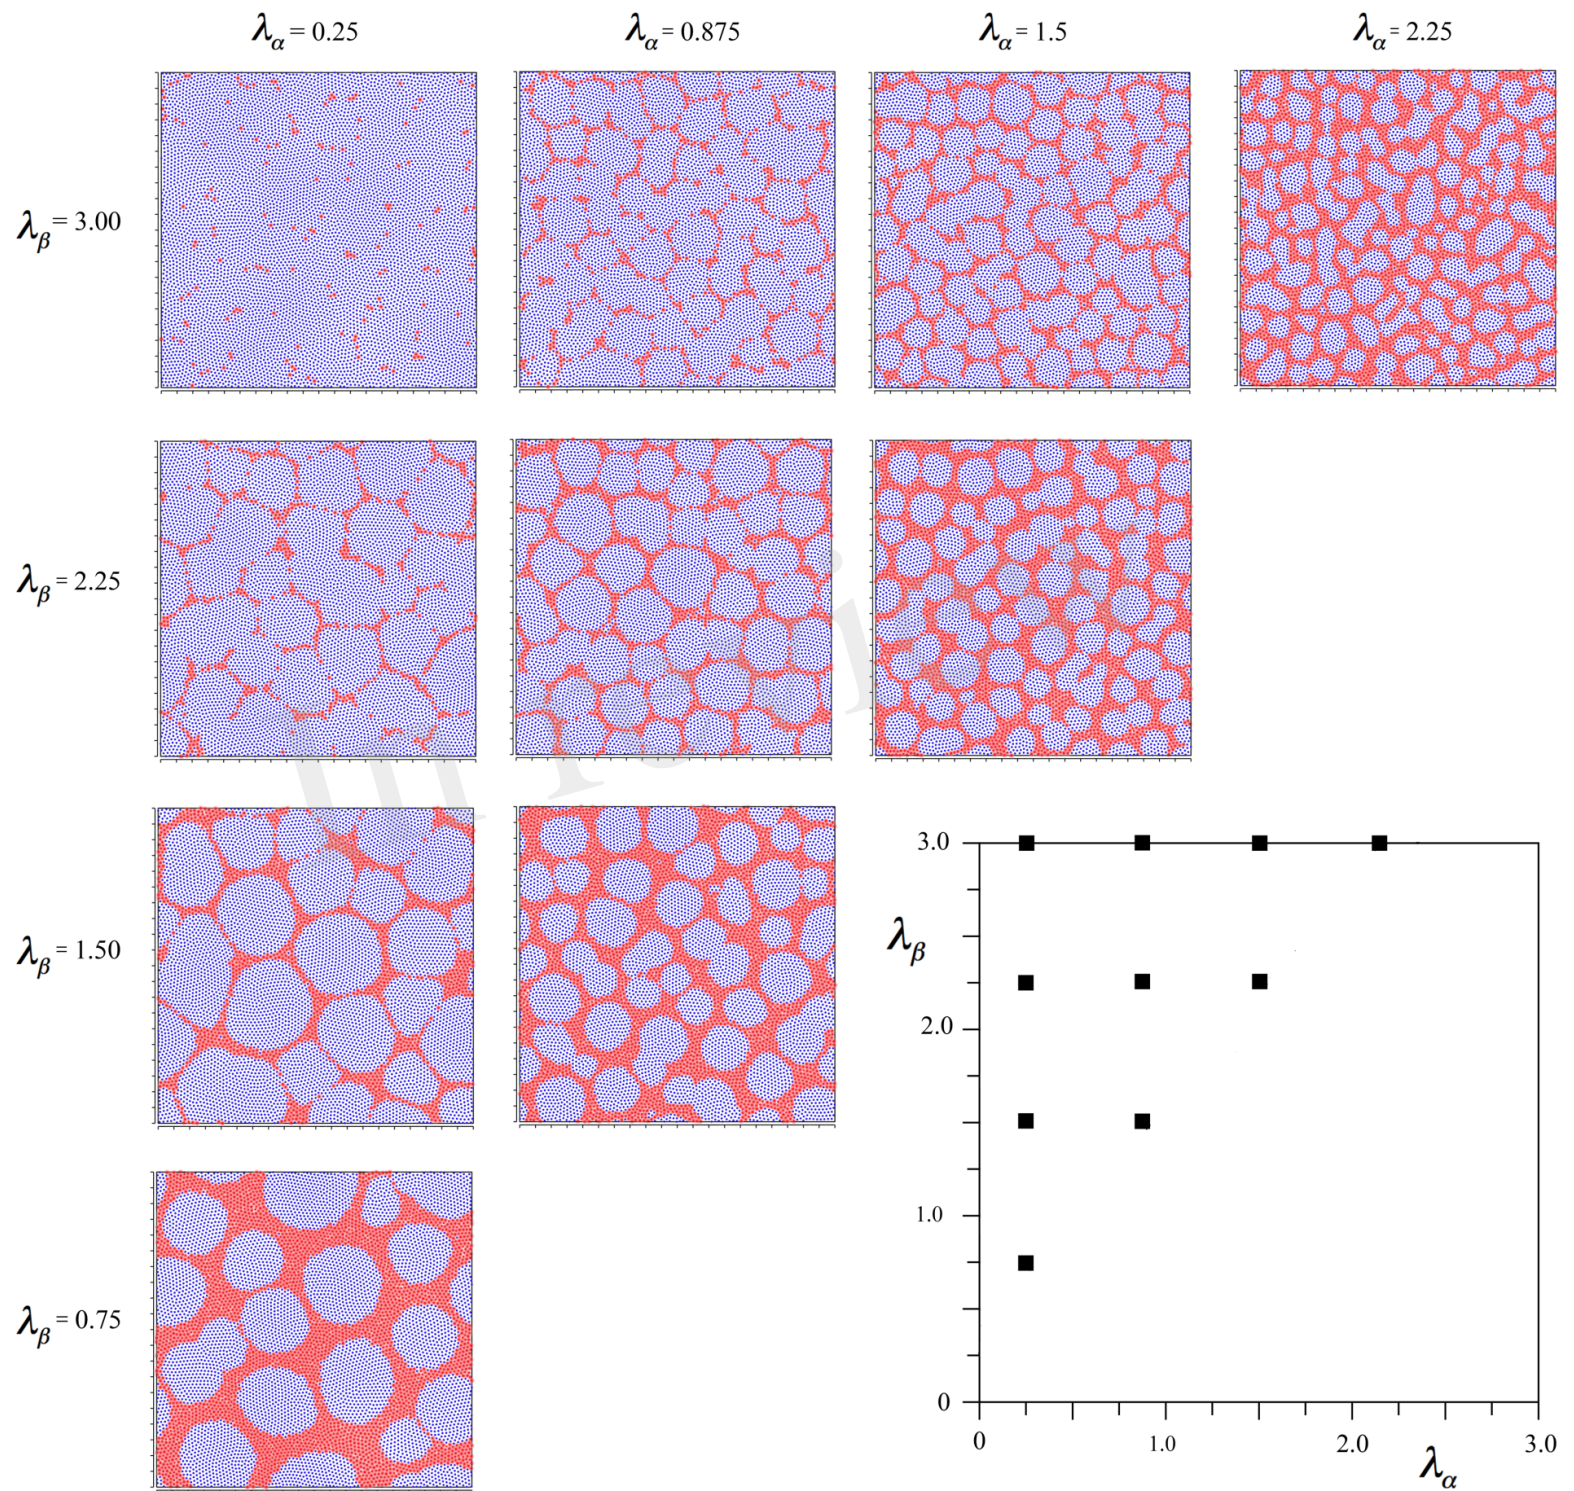 λα = 0.25
λα = 0.875
λα = 1.5
λα = 2.25
λβ = 3.00
λβ = 2.25
λβ = 1.50
λβ = 0.75
3.0
λβ
2.0
1.0
0
0
1.0
2.0
3.0
λα